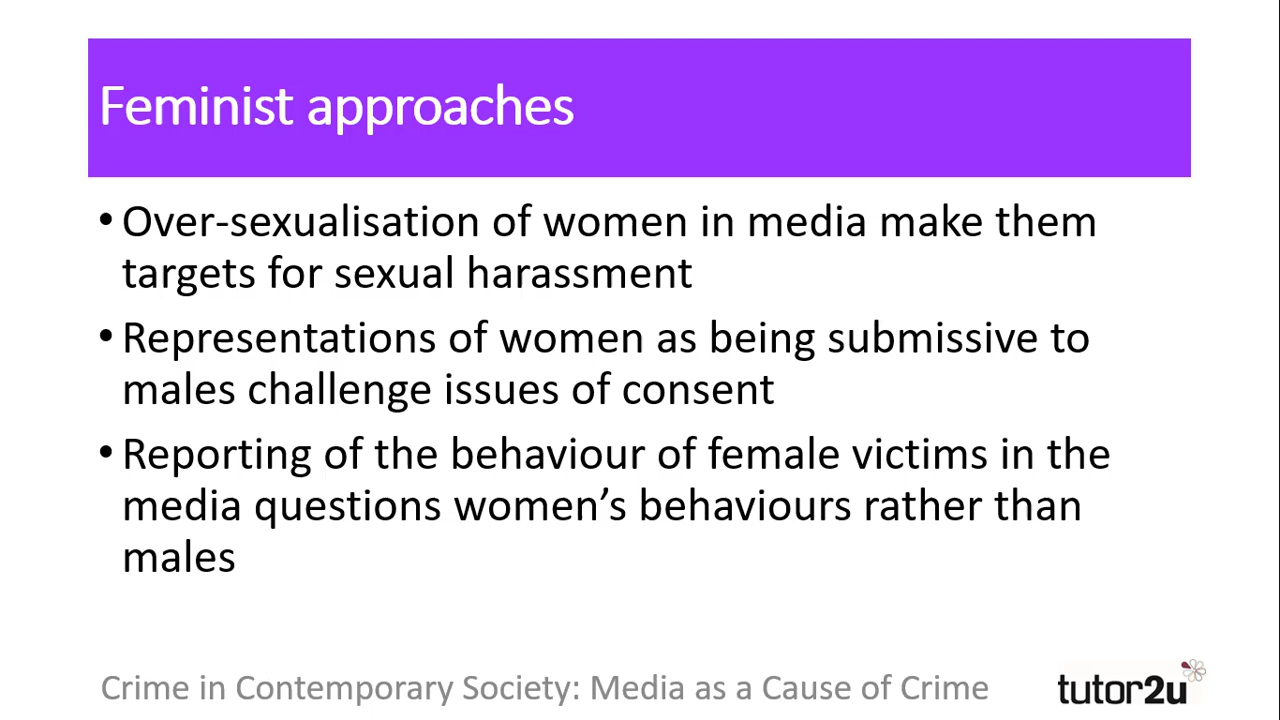 Feminist approaches
• Over-sexualisation of women in media make them
targets for sexual harassment
• Representations of women as being submissive to
males challenge issues of consent
• Reporting of the behaviour of female victims in the
media questions women’s behaviours rather than
males
Crime in Contemporary Society: Media as a Cause of Crime
tutor2u